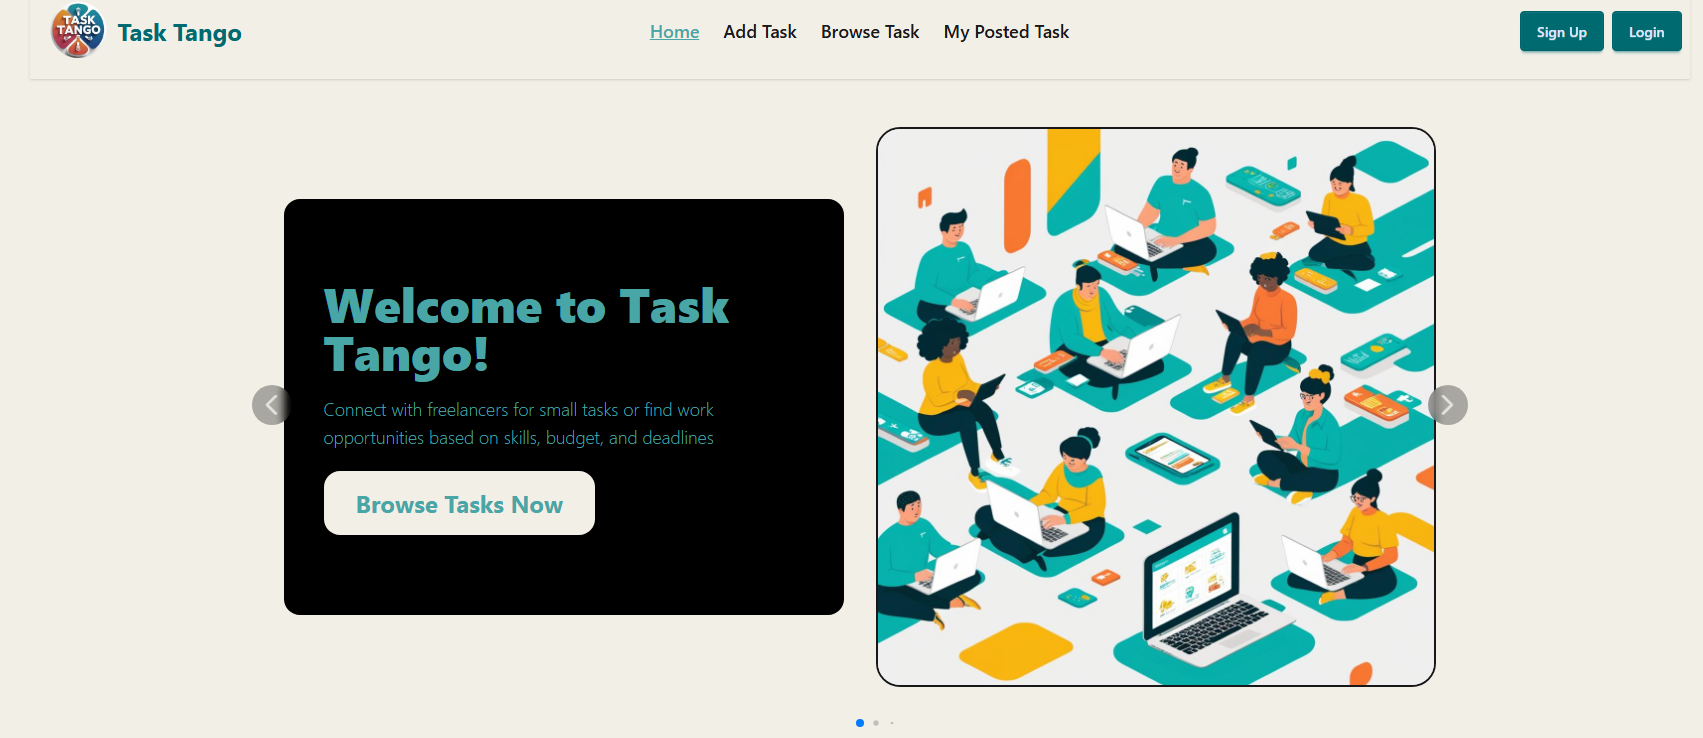 TASK
TANGO
Task Tango
Home Add Task Browse Task My Posted Task
Sign Up Login
Welcome to Task
Tango!
Connect with freelancers for small tasks or find work
opportunities based on skills, budget, and deadlines
Browse Tasks Now